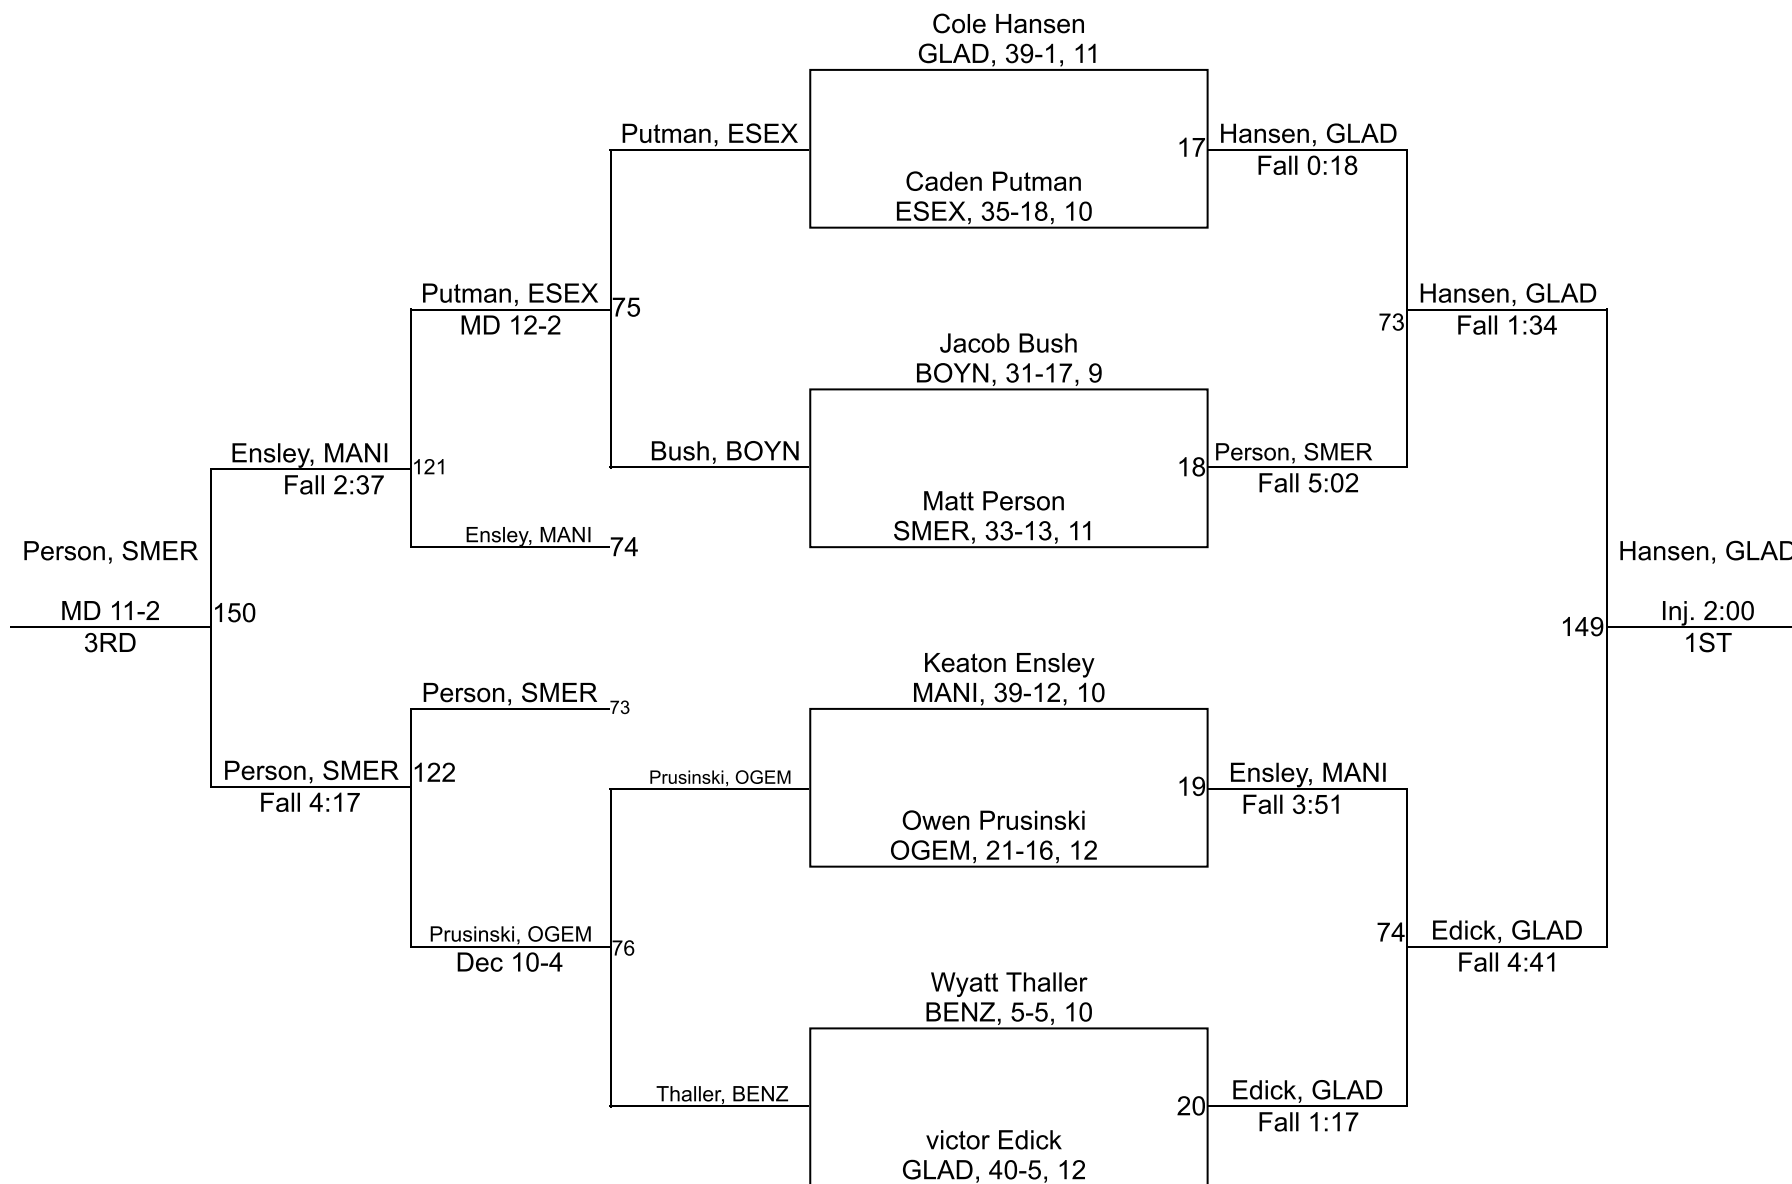 Cole Hansen
GLAD, 39-1, 11
Putman, ESEX
17
Hansen, GLAD
Fall 0:18
Caden Putman
ESEX, 35-18, 10
Putman, ESEX
75
MD 12-2
Hansen, GLAD
73
Fall 1:34
Jacob Bush
BOYN, 31-17, 9
Ensley, MANI
121
Fall 2:37
Bush, BOYN
18
Person, SMER
Fall 5:02
Matt Person
SMER, 33-13, 11
Ensley, MANI
74
Person, SMER
Hansen, GLAD
MD 11-2
150
3RD
149
Inj. 2:00
1ST
Keaton Ensley
MANI, 39-12, 10
Person, SMER
73
Person, SMER
122
Fall 4:17
Prusinski, OGEM
19
Ensley, MANI
Fall 3:51
Owen Prusinski
OGEM, 21-16, 12
Prusinski, OGEM
76
Dec 10-4
74
Edick, GLAD
Fall 4:41
Wyatt Thaller
BENZ, 5-5, 10
Thaller, BENZ
20
Edick, GLAD
Fall 1:17
victor Edick
GLAD, 40-5, 12